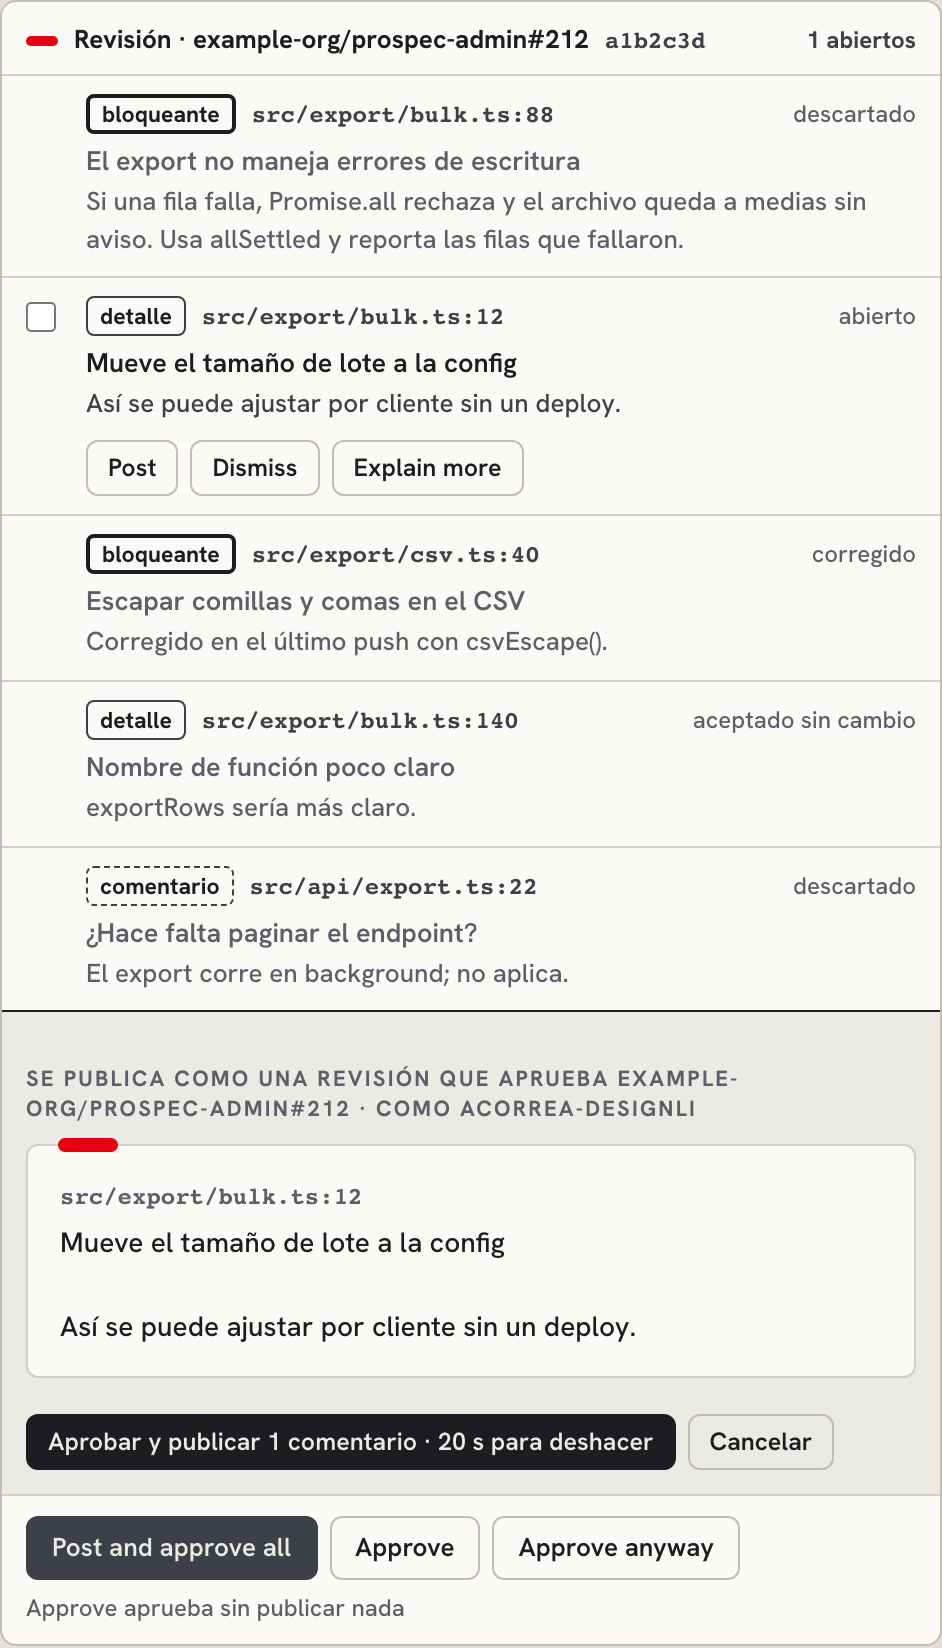 Revisión · example-org/prospec-admin#212 a1b2c3d 1 abiertos
bloqueante src/export/bulk.ts:88 descartado
El export no maneja errores de escritura
Si una fila falla, Promise.all rechaza y el archivo queda a medias sin
aviso. Usa allSettled y reporta las filas que fallaron.
detalle src/export/bulk.ts:12 abierto
Mueve el tamaño de lote a la config
Así se puede ajustar por cliente sin un deploy.
Post Dismiss Explain more
bloqueante src/export/csv.ts:40 corregido
Escapar comillas y comas en el CSV
Corregido en el último push con csvEscape().
detalle src/export/bulk.ts:140 aceptado sin cambio
Nombre de función poco claro
exportRows sería más claro.
comentario src/api/export.ts:22 descartado
¿Hace falta paginar el endpoint?
El export corre en background; no aplica.
SE PUBLICA COMO UNA REVISIÓN QUE APRUEBA EXAMPLE-
ORG/PROSPEC-ADMIN#212 · COMO ACORREA-DESIGNLI
src/export/bulk.ts:12
Mueve el tamaño de lote a la config
Así se puede ajustar por cliente sin un deploy.
Aprobar y publicar 1 comentario · 20 s para deshacer Cancelar
Post and approve all Approve Approve anyway
Approve aprueba sin publicar nada